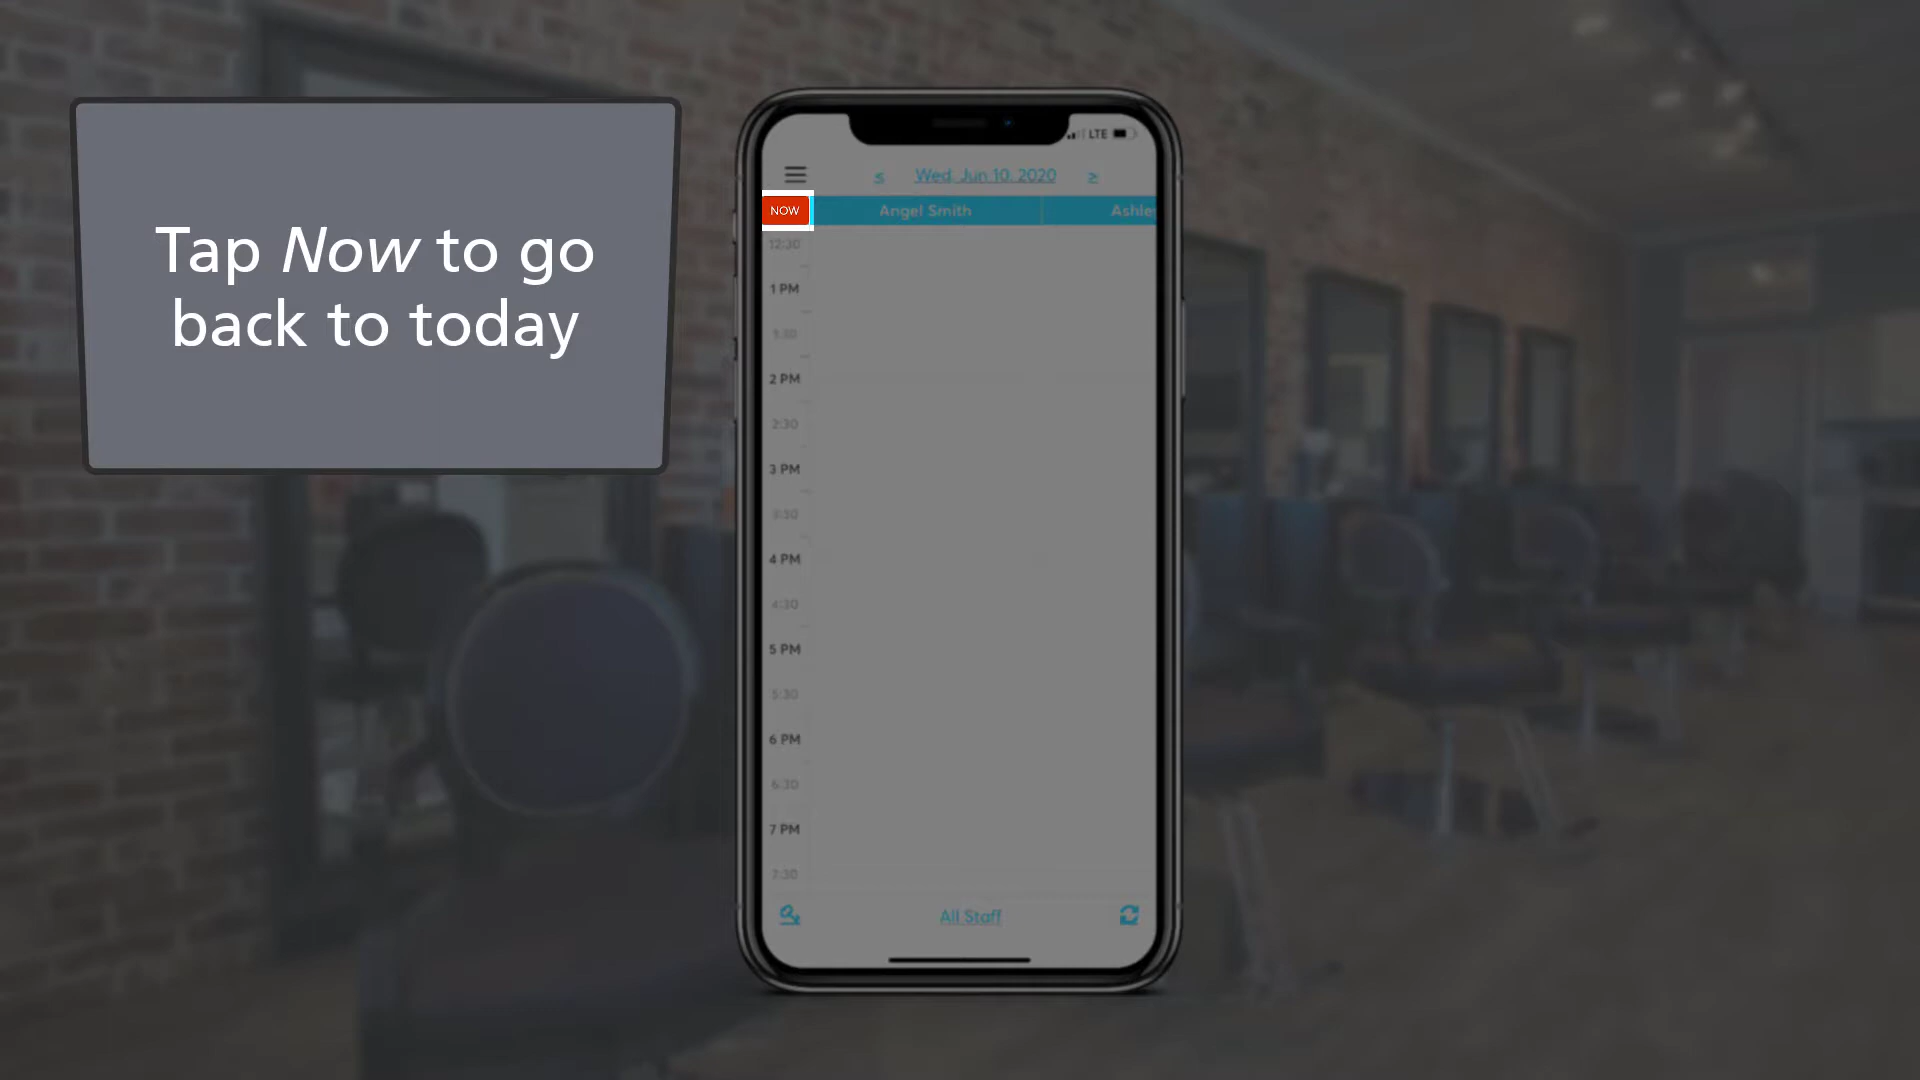 Tap Now to go
back to today
LTE
< Wed, Jun 10, 2020 >
NOW Angel Smith Ashle
12:30
1 PM
1:30
2 PM
2:30
3 PM
3:30
4 PM
4:30
5 PM
5:30
6 PM
6:30
7 PM
7:30
All Staff